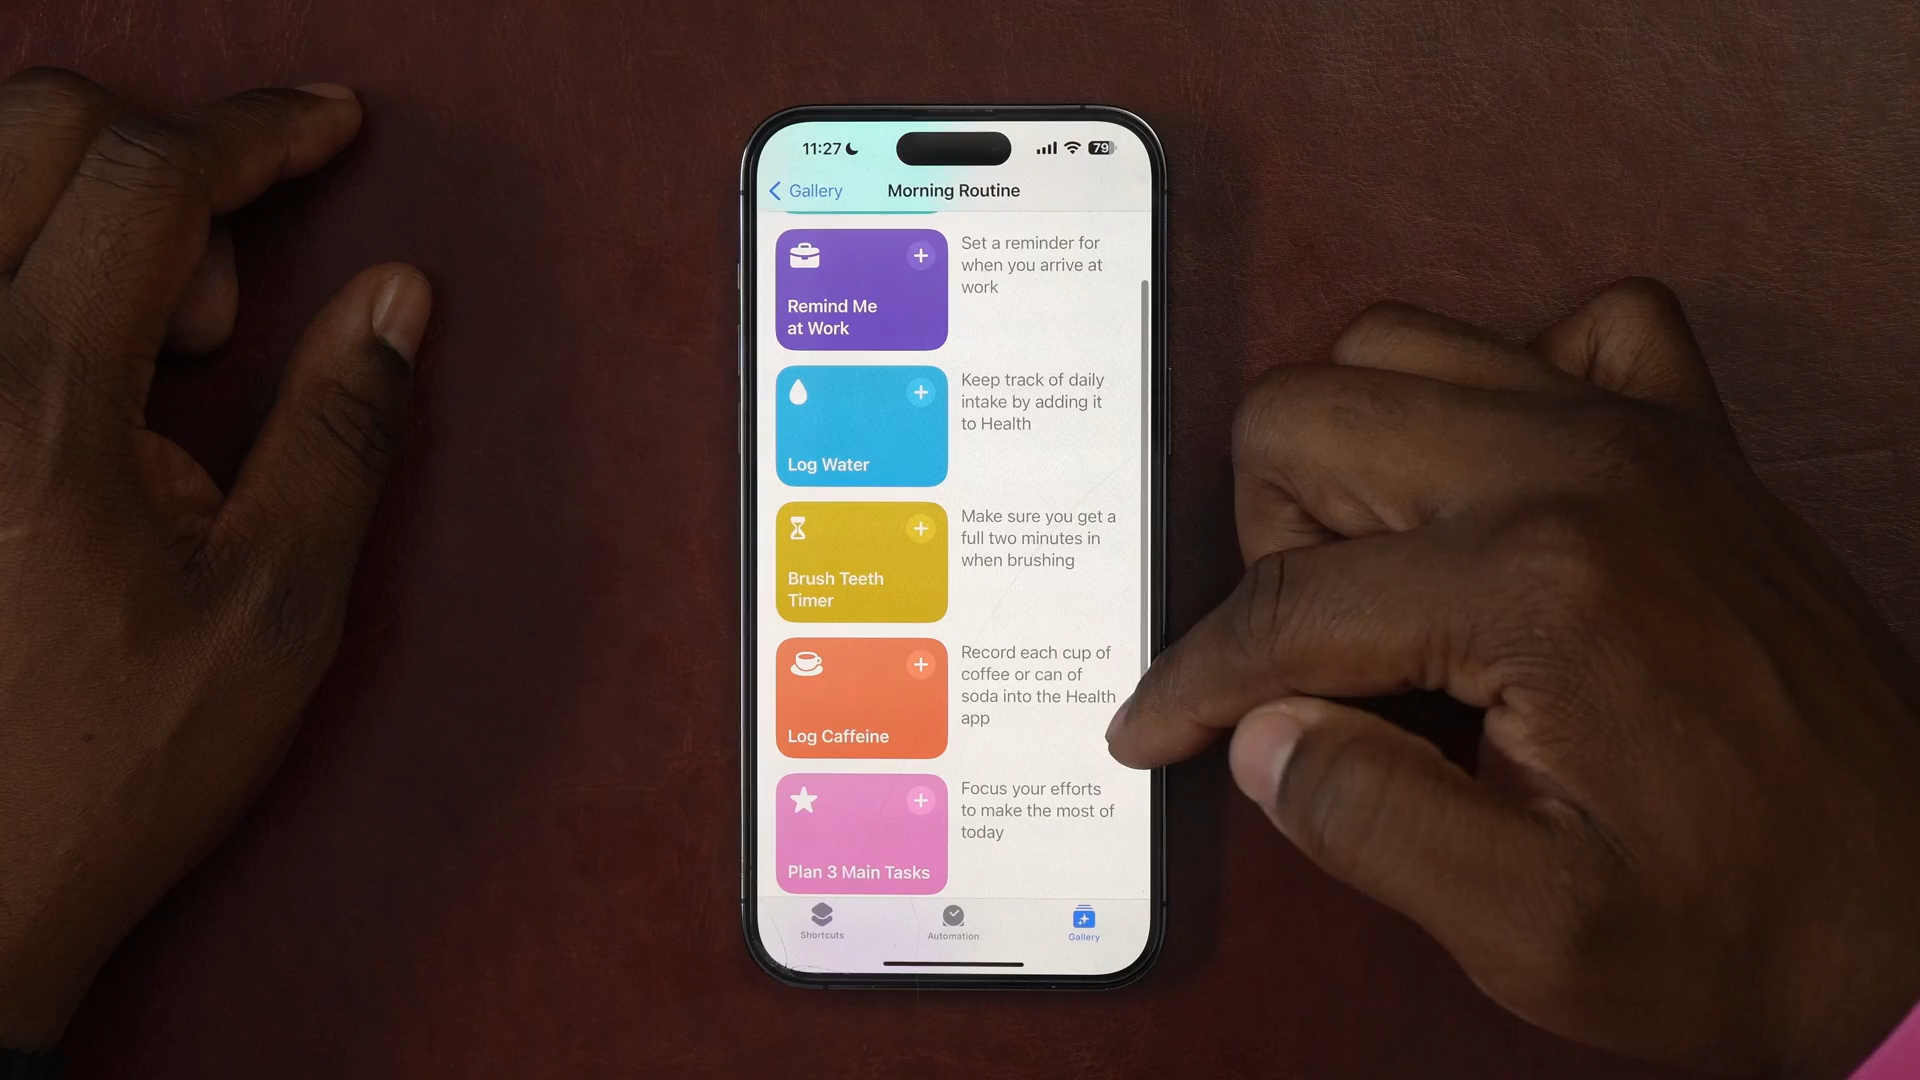 11:27
79
Gallery
Morning Routine
Remind Me
at Work
Set a reminder for
when you arrive at
work
Log Water
Keep track of daily
intake by adding it
to Health
Brush Teeth
Timer
Make sure you get a
full two minutes in
when brushing
Log Caffeine
Record each cup of
coffee or can of
soda into the Health
app
Plan 3 Main Tasks
Focus your efforts
to make the most of
today
Shortcuts
Automation
Gallery